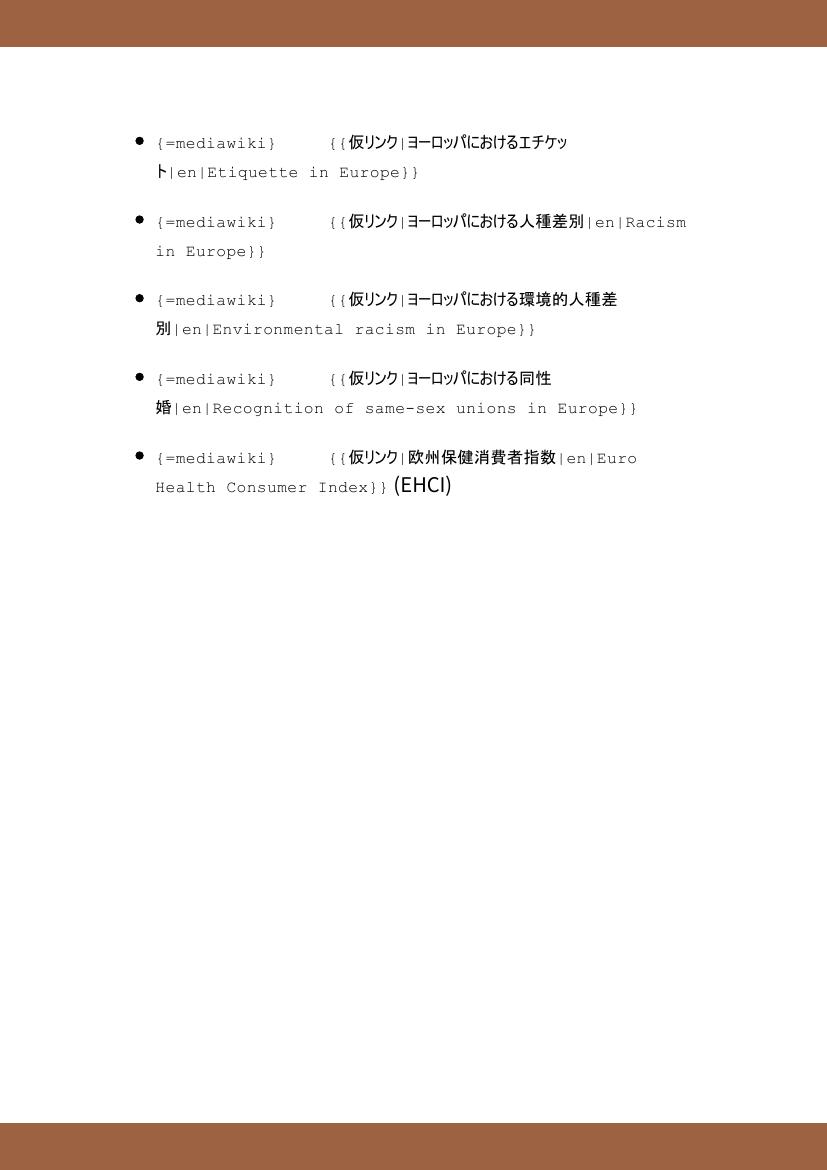 • {=mediawiki} {{仮リンク|ヨーロッパにおけるエチケッ
ト|en|Etiquette in Europe}}
• {=mediawiki} {{仮リンク|ヨーロッパにおける人種差別|en|Racism
in Europe}}
• {=mediawiki} {{仮リンク|ヨーロッパにおける環境的人種差
別|en|Environmental racism in Europe}}
• {=mediawiki} {{仮リンク|ヨーロッパにおける同性
婚|en|Recognition of same-sex unions in Europe}}
• {=mediawiki} {{仮リンク|欧州保健消費者指数|en|Euro
Health Consumer Index}} (EHCI)